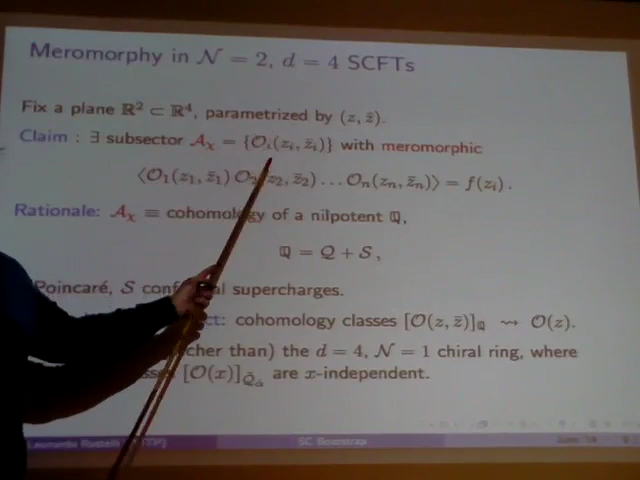 Meromorphy in 𝒩 = 2, d = 4 SCFTs
Fix a plane ℝ² ⊂ ℝ⁴, parametrized by (z, z̄).
Claim : ∃ subsector 𝒜χ = {𝒪ᵢ(zᵢ, z̄ᵢ)} with meromorphic
⟨𝒪₁(z₁, z̄₁) 𝒪₂(z₂, z̄₂) … 𝒪ₙ(zₙ, z̄ₙ)⟩ = f(zᵢ).
Rationale: 𝒜χ ≡ cohomology of a nilpotent ℚ,
ℚ = 𝒬 + 𝒮,
Poincaré, 𝒮 supercharges.
cohomology classes [𝒪(z, z̄)]ℚ ⇝ 𝒪(z).
the d = 4, 𝒩 = 1 chiral ring, where
[𝒪(x)] are x-independent.
Leonardo
SC Bootstrap